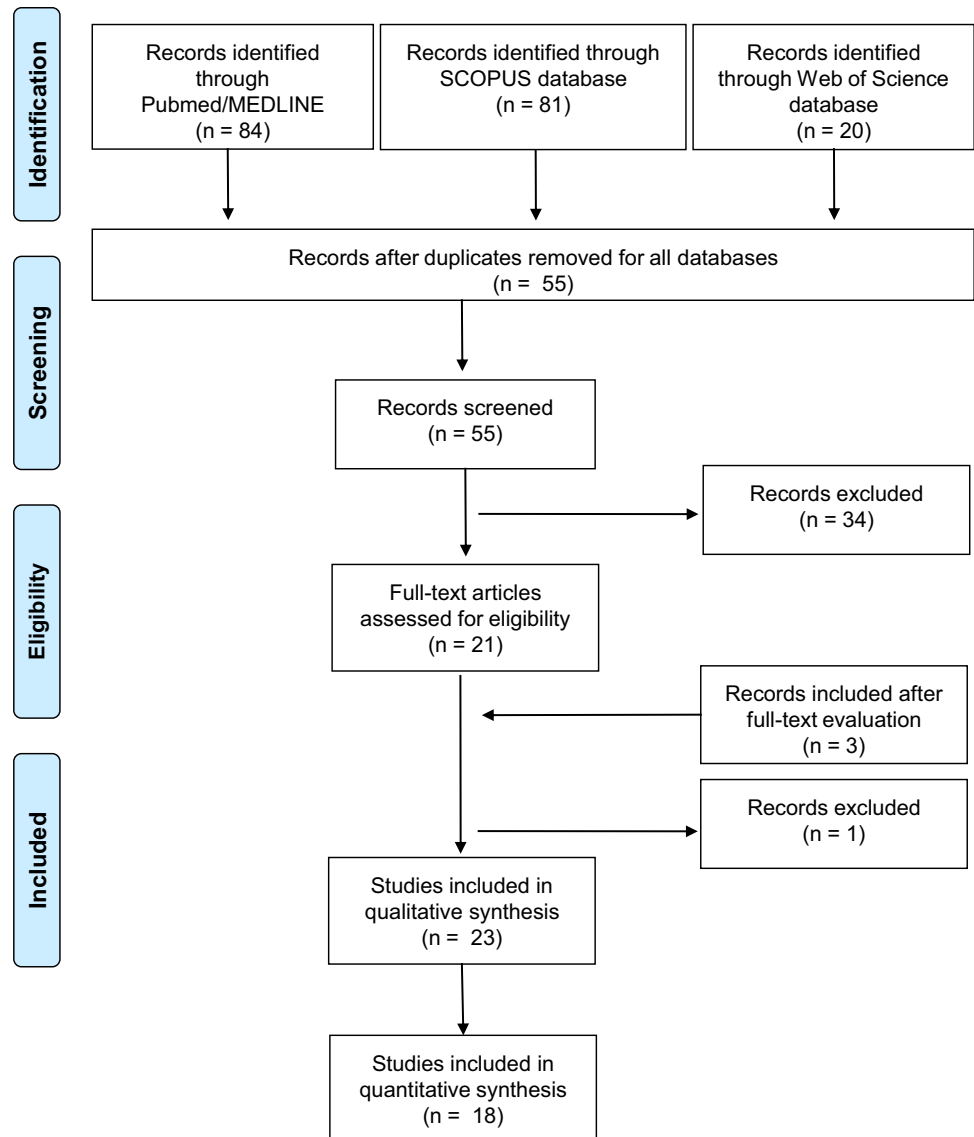 Identification
Records identified
through
Pubmed/MEDLINE
(n = 84)
Records identified through
SCOPUS database
(n = 81)
Records identified
through Web of Science
database
(n = 20)
Screening
Records after duplicates removed for all databases
(n = 55)
Records screened
(n = 55)
Records excluded
(n = 34)
Eligibility
Full-text articles
assessed for eligibility
(n = 21)
Records included after
full-text evaluation
(n = 3)
Included
Records excluded
(n = 1)
Studies included in
qualitative synthesis
(n = 23)
Studies included in
quantitative synthesis
(n = 18)